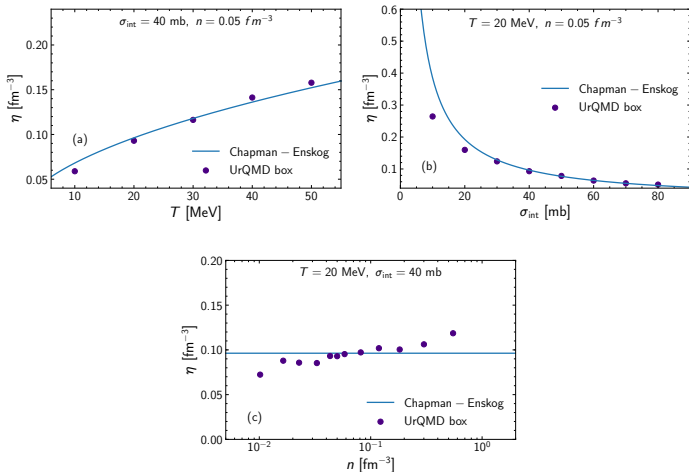 σ_int = 40 mb, n = 0.05 fm⁻³
0.20
0.15
0.10
0.05
η [fm⁻³]
(a)
Chapman − Enskog
UrQMD box
10 20 30 40 50
T [MeV]
T = 20 MeV, n = 0.05 fm⁻³
0.6
0.5
0.4
0.3
0.2
0.1
η [fm⁻³]
Chapman − Enskog
UrQMD box
(b)
0 20 40 60 80
σ_int [mb]
T = 20 MeV, σ_int = 40 mb
0.20
0.15
0.10
0.05
0.00
η [fm⁻³]
Chapman − Enskog
UrQMD box
(c)
10⁻² 10⁻¹ 10⁰
n [fm⁻³]